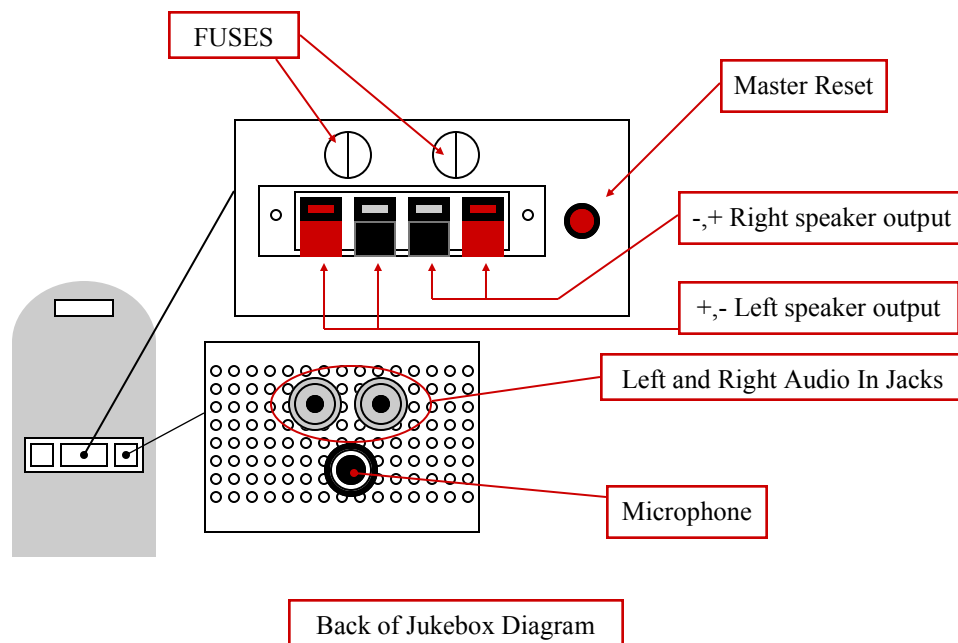 FUSES
Master Reset
-,+ Right speaker output
+,- Left speaker output
Left and Right Audio In Jacks
Microphone
Back of Jukebox Diagram